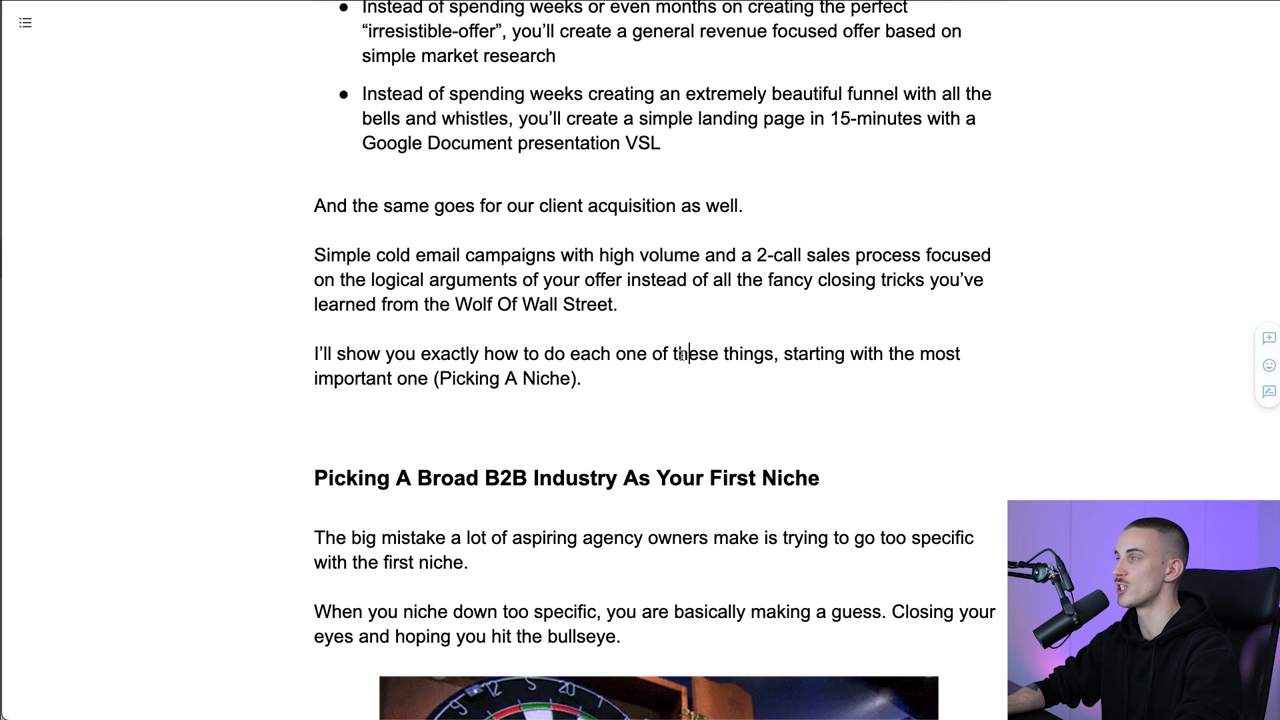 Instead of spending weeks or even months on creating the perfect
“irresistible-offer”, you’ll create a general revenue focused offer based on
simple market research
Instead of spending weeks creating an extremely beautiful funnel with all the
bells and whistles, you’ll create a simple landing page in 15-minutes with a
Google Document presentation VSL
And the same goes for our client acquisition as well.
Simple cold email campaigns with high volume and a 2-call sales process focused
on the logical arguments of your offer instead of all the fancy closing tricks you’ve
learned from the Wolf Of Wall Street.
I’ll show you exactly how to do each one of these things, starting with the most
important one (Picking A Niche).
Picking A Broad B2B Industry As Your First Niche
The big mistake a lot of aspiring agency owners make is trying to go too specific
with the first niche.
When you niche down too specific, you are basically making a guess. Closing your
eyes and hoping you hit the bullseye.
9 12 5 20